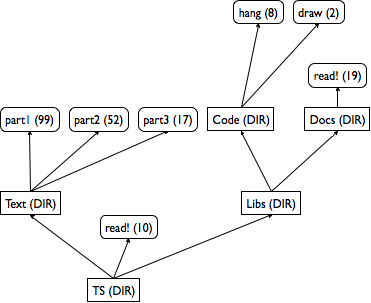 hang (8)
draw (2)
read! (19)
part1 (99)
part2 (52)
part3 (17)
Code (DIR)
Docs (DIR)
Text (DIR)
read! (10)
Libs (DIR)
TS (DIR)